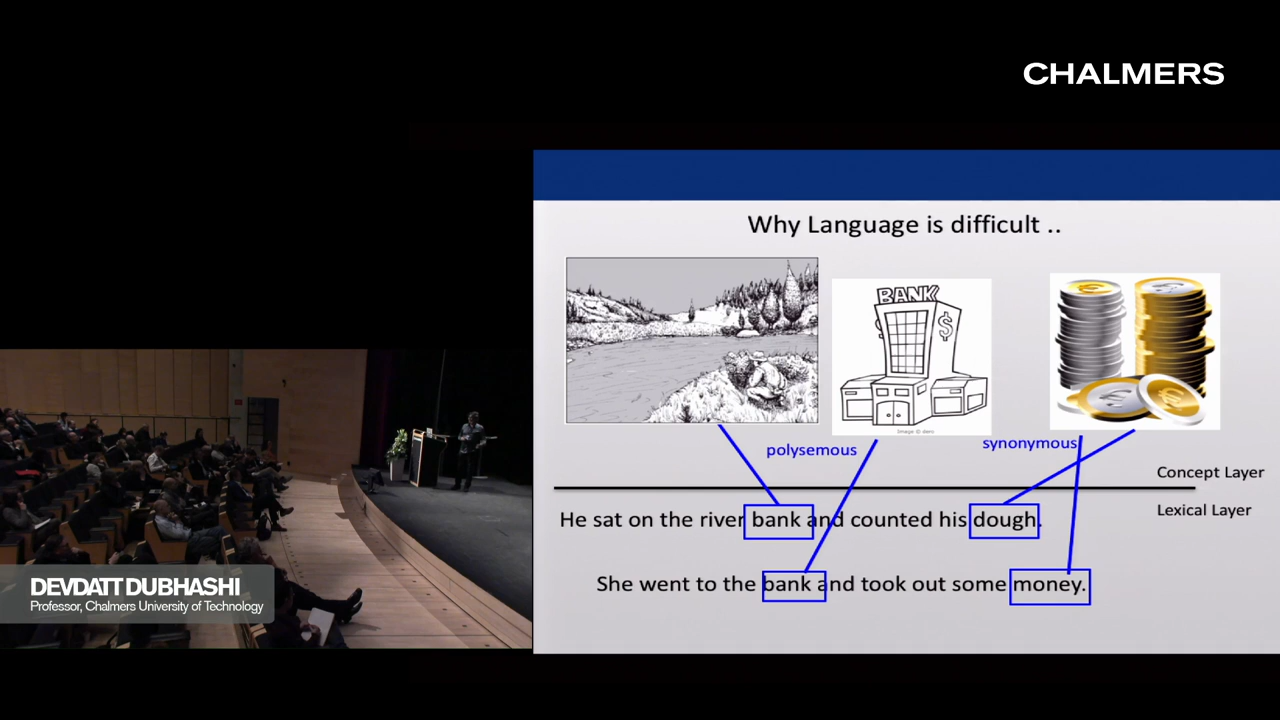 CHALMERS
Why Language is difficult ..
BANK
$
polysemous
synonymous
Concept Layer
Lexical Layer
He sat on the river bank and counted his dough.
She went to the bank and took out some money.
DEVDATT DUBHASHI
Professor, Chalmers University of Technology